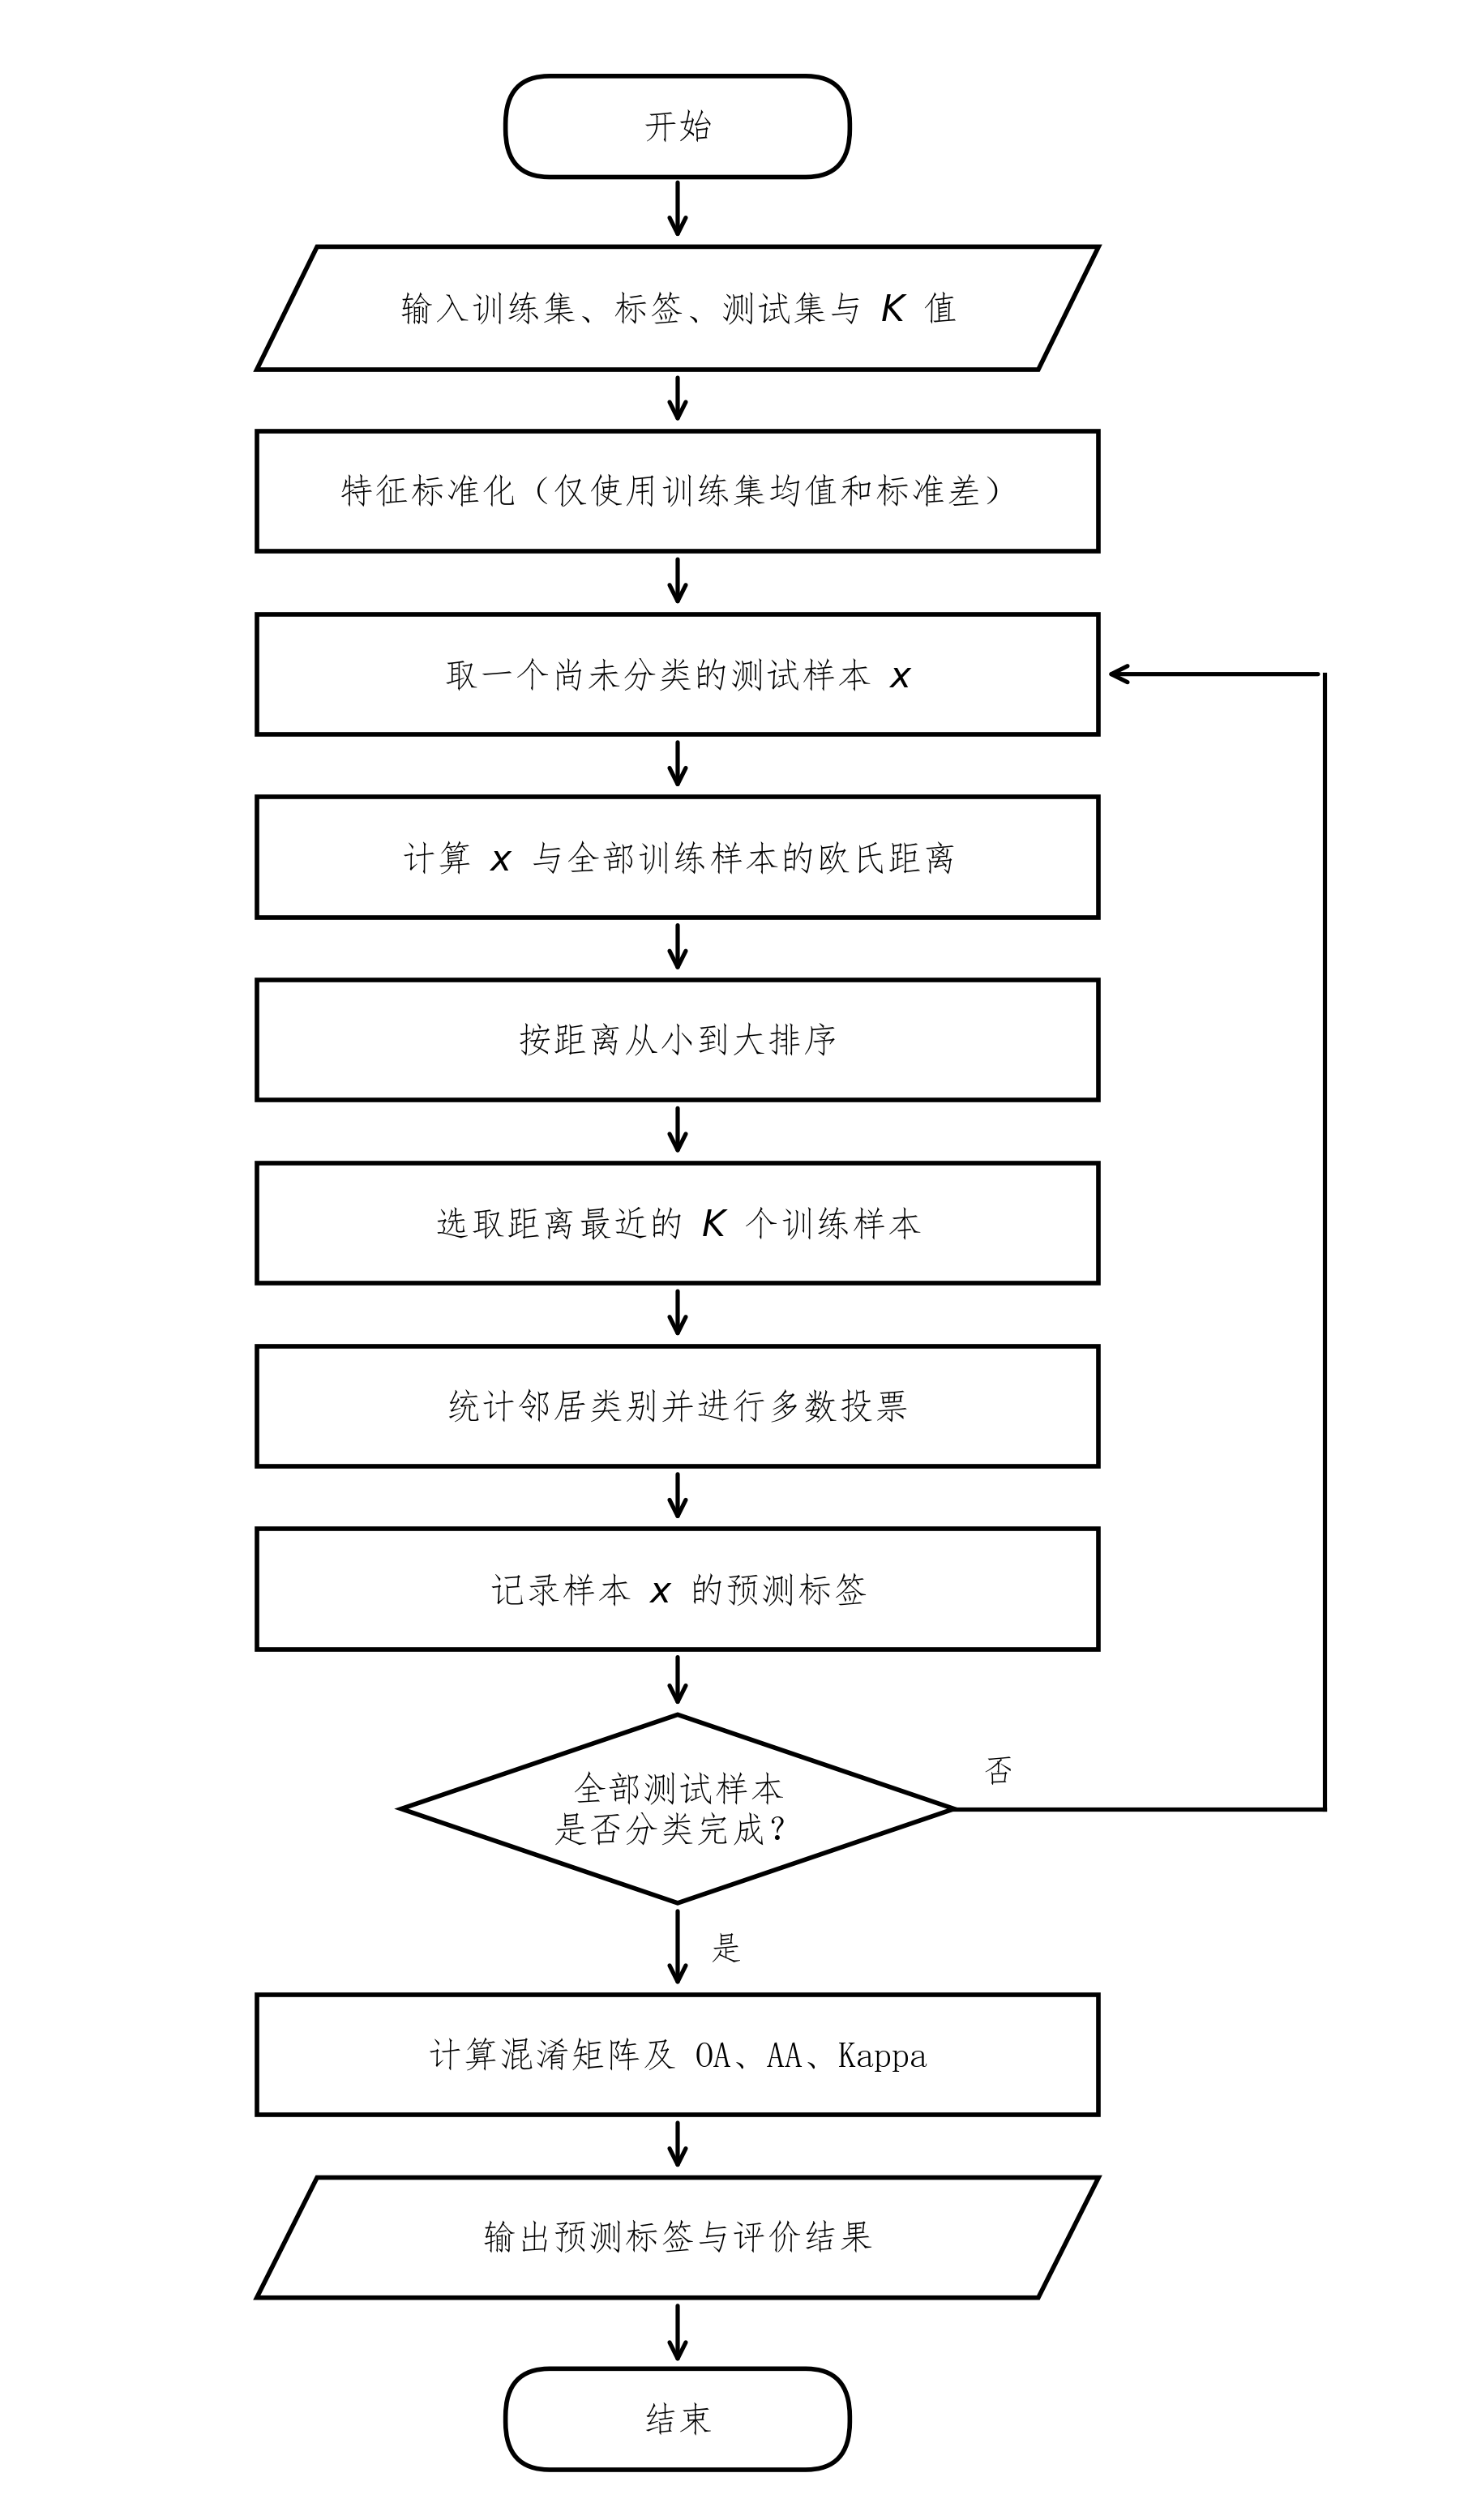 开始
输入训练集、标签、测试集与 K 值
特征标准化（仅使用训练集均值和标准差）
取一个尚未分类的测试样本 x
计算 x 与全部训练样本的欧氏距离
按距离从小到大排序
选取距离最近的 K 个训练样本
统计邻居类别并进行多数投票
记录样本 x 的预测标签
全部测试样本
是否分类完成？
否
是
计算混淆矩阵及 OA、AA、Kappa
输出预测标签与评价结果
结束